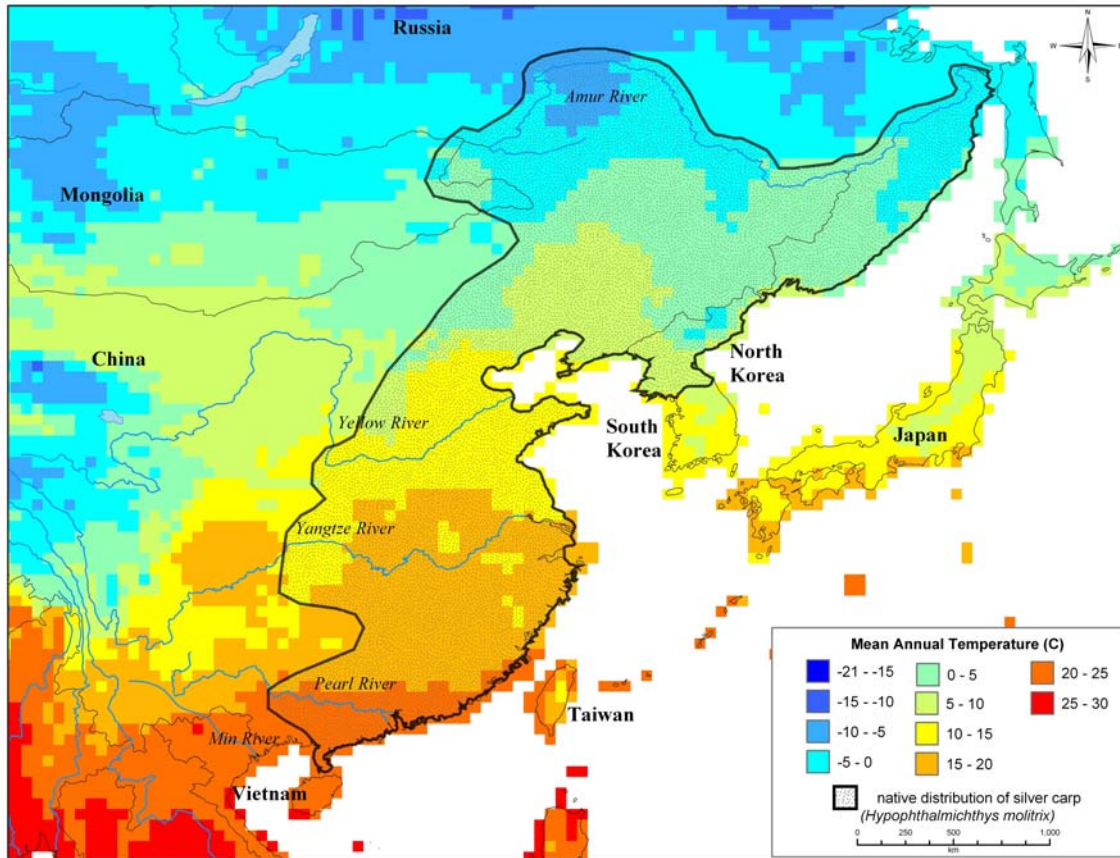 Russia
N
W
S
Amur River
Mongolia
China
North
Korea
Yellow River
South
Korea
Japan
Yangtze River
Pearl River
Taiwan
Min River
Vietnam
Mean Annual Temperature (C)
-21 - -15
-15 - -10
-10 - -5
-5 - 0
0 - 5
5 - 10
10 - 15
15 - 20
20 - 25
25 - 30
native distribution of silver carp
(Hypophthalmichthys molitrix)
0 250 500 1,000
km